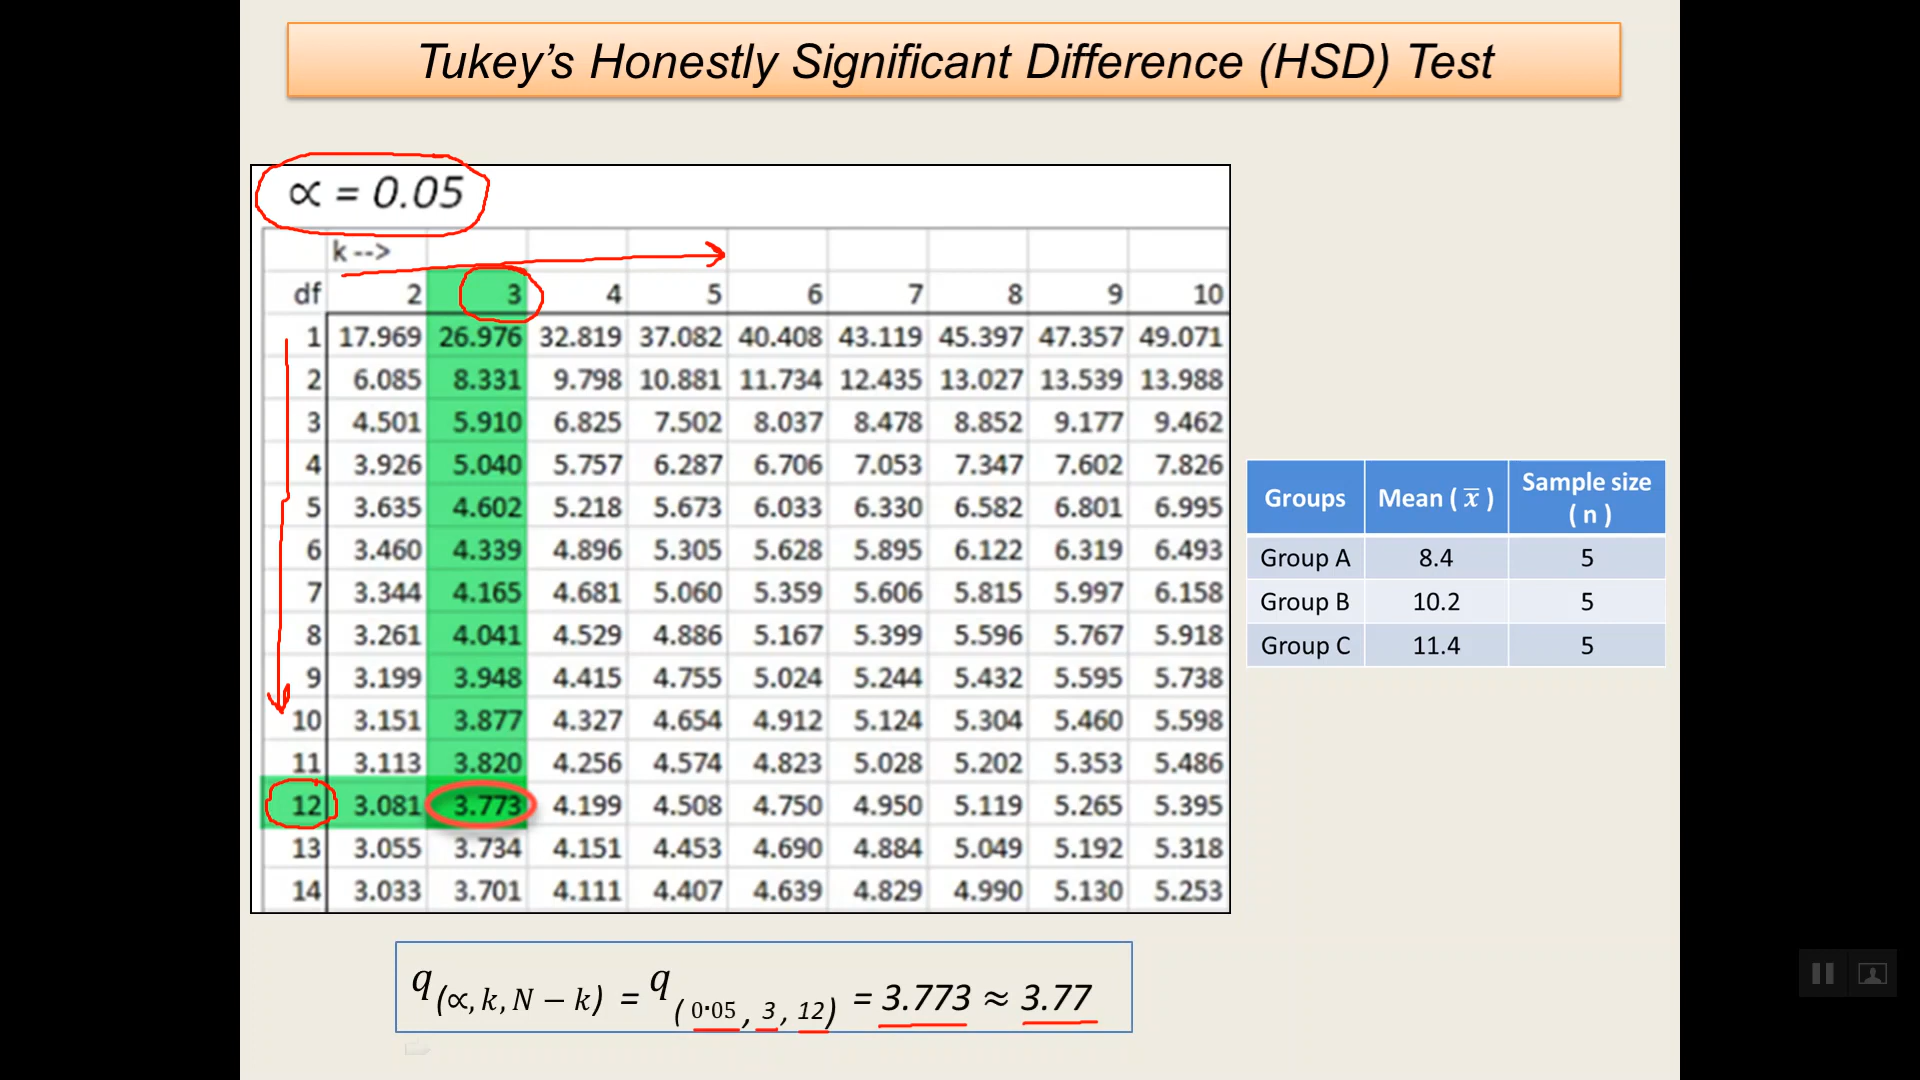 Tukey’s Honestly Significant Difference (HSD) Test
∝ = 0.05
k -->
df 2 3 4 5 6 7 8 9 10
1 17.969 26.976 32.819 37.082 40.408 43.119 45.397 47.357 49.071
2 6.085 8.331 9.798 10.881 11.734 12.435 13.027 13.539 13.988
3 4.501 5.910 6.825 7.502 8.037 8.478 8.852 9.177 9.462
4 3.926 5.040 5.757 6.287 6.706 7.053 7.347 7.602 7.826
5 3.635 4.602 5.218 5.673 6.033 6.330 6.582 6.801 6.995
6 3.460 4.339 4.896 5.305 5.628 5.895 6.122 6.319 6.493
7 3.344 4.165 4.681 5.060 5.359 5.606 5.815 5.997 6.158
8 3.261 4.041 4.529 4.886 5.167 5.399 5.596 5.767 5.918
9 3.199 3.948 4.415 4.755 5.024 5.244 5.432 5.595 5.738
10 3.151 3.877 4.327 4.654 4.912 5.124 5.304 5.460 5.598
11 3.113 3.820 4.256 4.574 4.823 5.028 5.202 5.353 5.486
12 3.081 3.773 4.199 4.508 4.750 4.950 5.119 5.265 5.395
13 3.055 3.734 4.151 4.453 4.690 4.884 5.049 5.192 5.318
14 3.033 3.701 4.111 4.407 4.639 4.829 4.990 5.130 5.253
Groups Mean ( x̅ ) Sample size ( n )
Group A 8.4 5
Group B 10.2 5
Group C 11.4 5
q(∝, k, N − k) = q( 0·05 , 3 , 12) = 3.773 ≈ 3.77